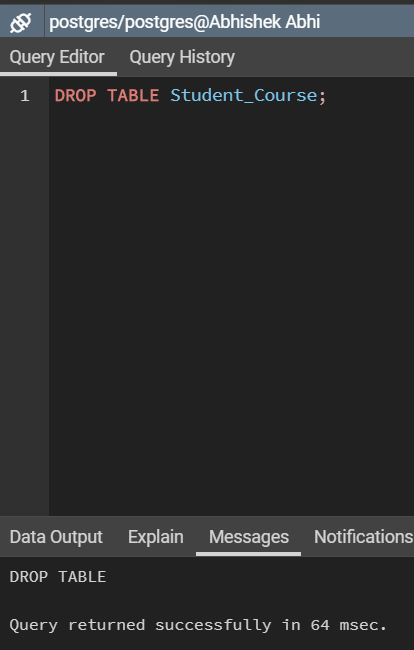 postgres/postgres@Abhishek Abhi
Query Editor Query History
1 DROP TABLE Student_Course;
Data Output Explain Messages Notifications
DROP TABLE
Query returned successfully in 64 msec.